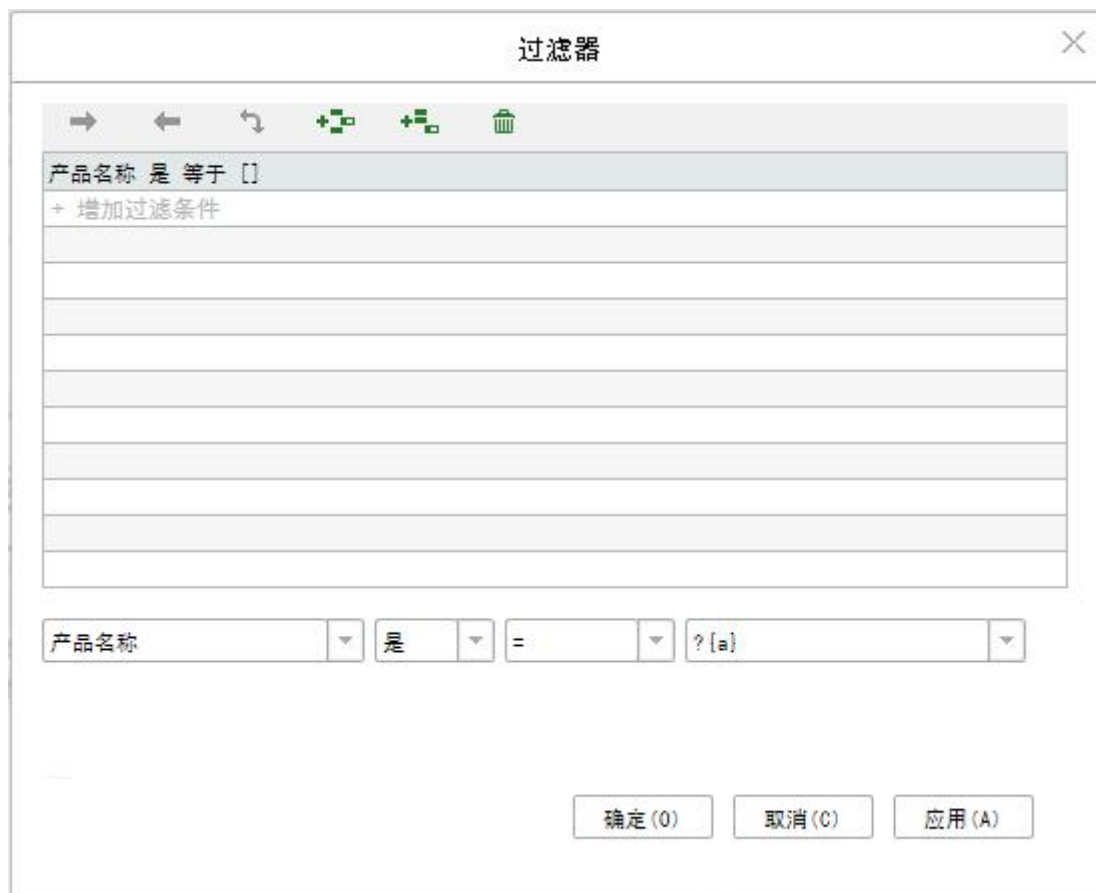 过滤器
产品名称 是 等于 []
+ 增加过滤条件
产品名称 是 = ?{a}
确定(O) 取消(C) 应用(A)